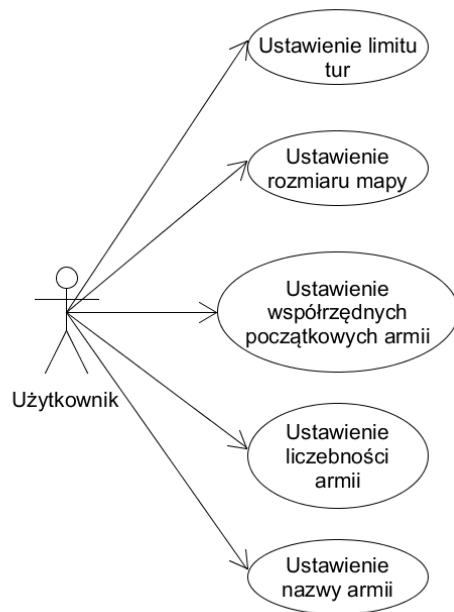 Ustawienie limitu
tur
Ustawienie
rozmiaru mapy
Ustawienie
współrzędnych
początkowych armii
Użytkownik
Ustawienie
liczebności
armii
Ustawienie
nazwy armii